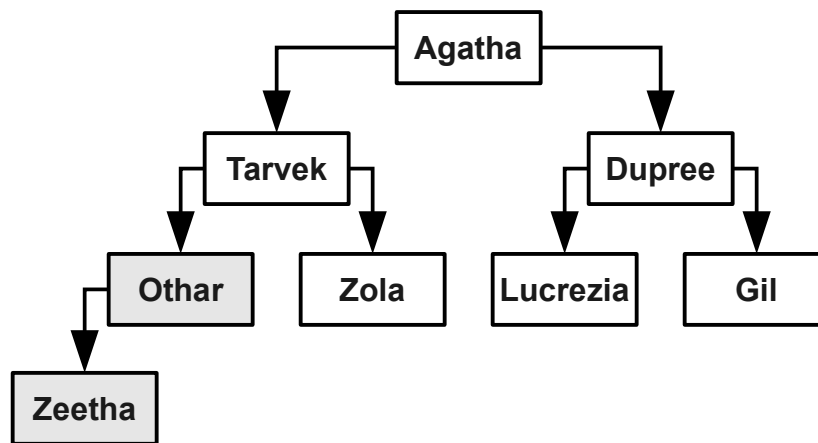 Agatha
Tarvek
Dupree
Othar
Zola
Lucrezia
Gil
Zeetha